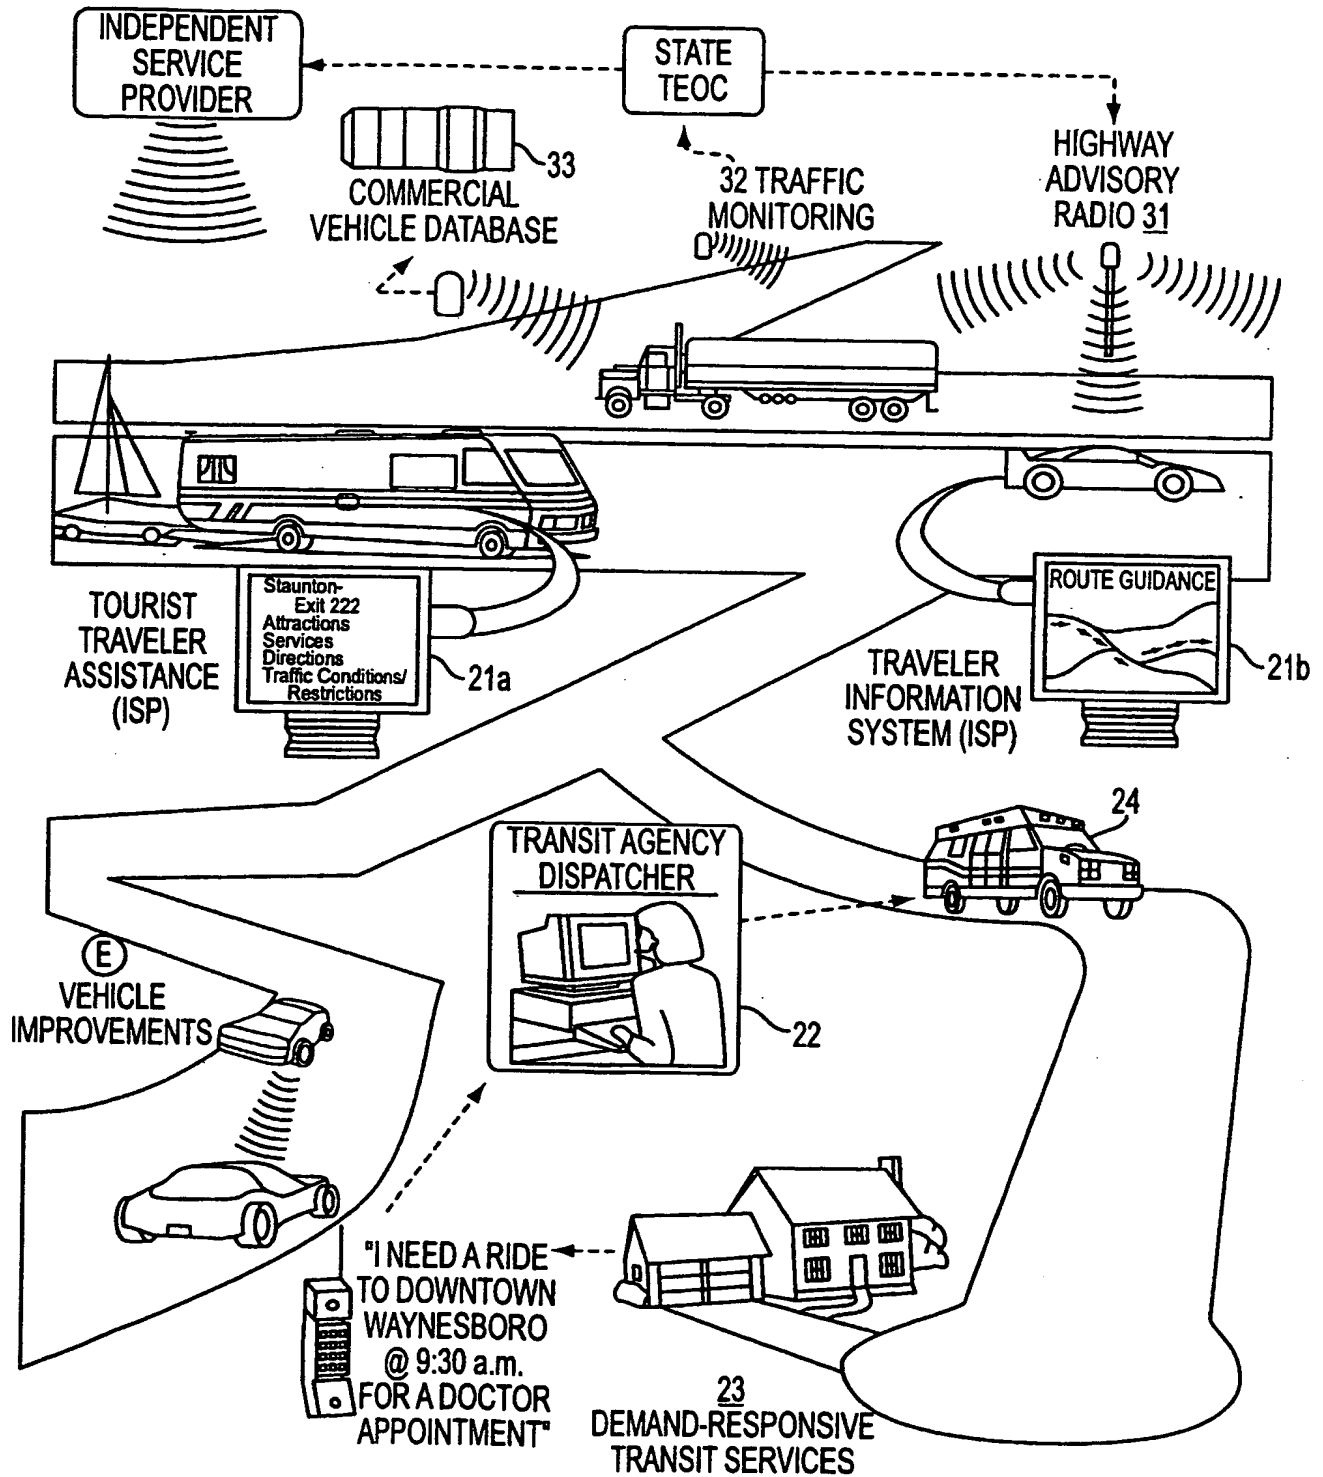 INDEPENDENT
SERVICE
PROVIDER
STATE
TEOC
33
COMMERCIAL
VEHICLE DATABASE
32 TRAFFIC
MONITORING
HIGHWAY
ADVISORY
RADIO 31
TOURIST
TRAVELER
ASSISTANCE
(ISP)
Staunton-
Exit 222
Attractions
Services
Directions
Traffic Conditions/
Restrictions
21a
TRAVELER
INFORMATION
SYSTEM (ISP)
ROUTE GUIDANCE
21b
24
TRANSIT AGENCY
DISPATCHER
22
E
VEHICLE
IMPROVEMENTS
"I NEED A RIDE
TO DOWNTOWN
WAYNESBORO
@ 9:30 a.m.
FOR A DOCTOR
APPOINTMENT"
23
DEMAND-RESPONSIVE
TRANSIT SERVICES